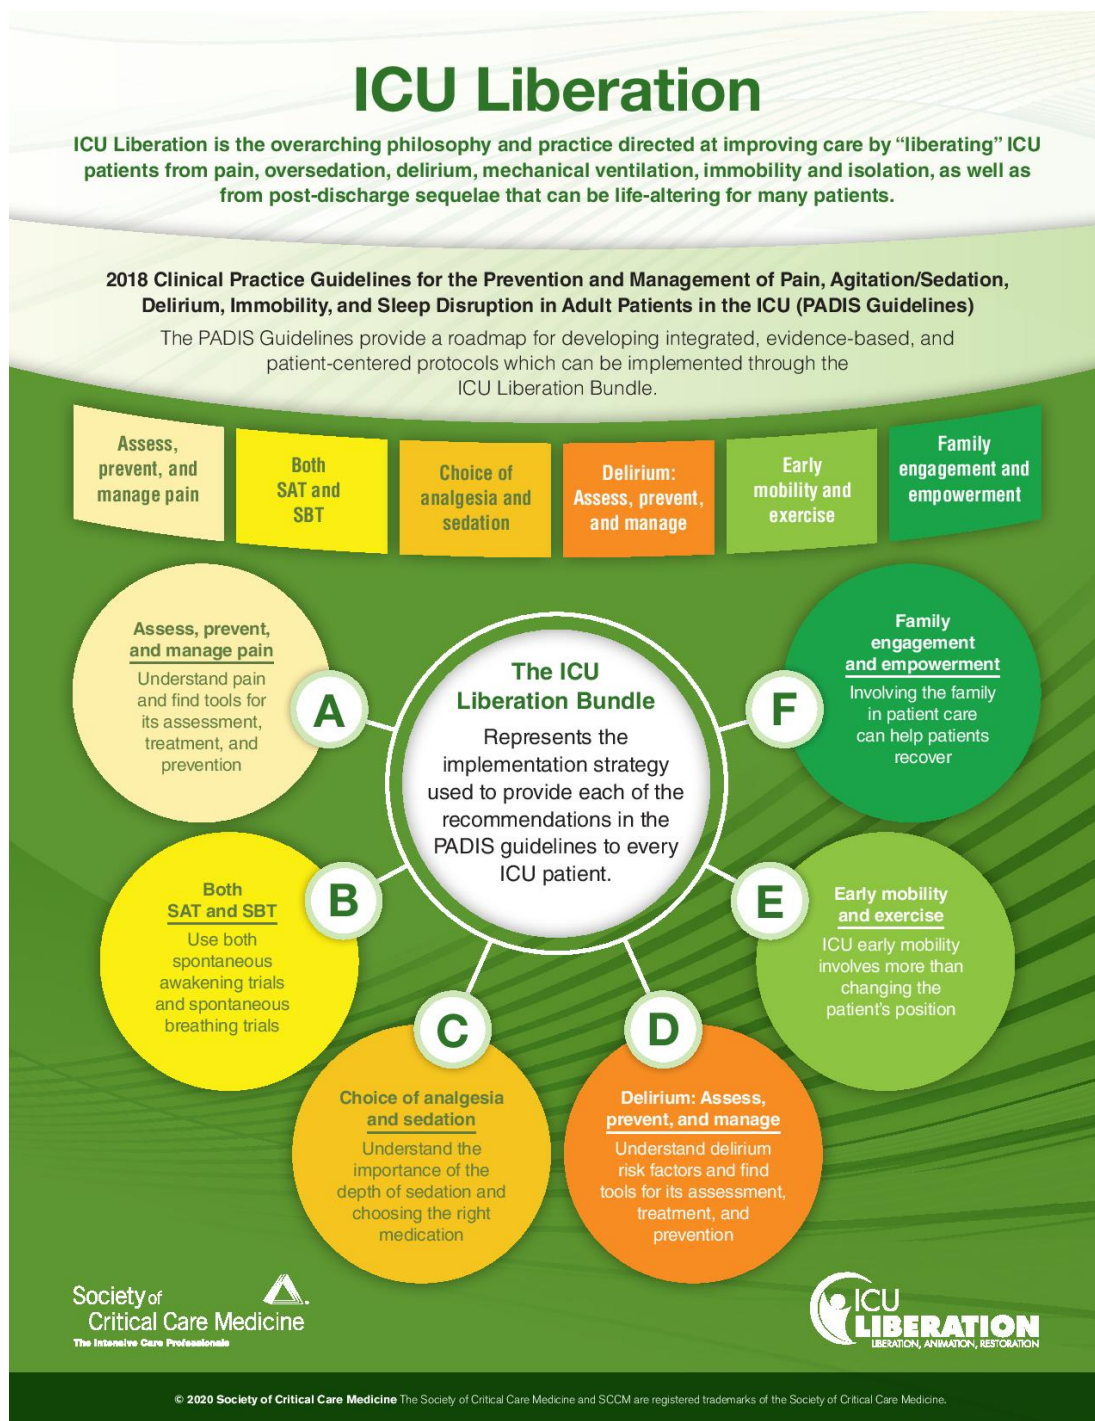 ICU Liberation
ICU Liberation is the overarching philosophy and practice directed at improving care by “liberating” ICU
patients from pain, oversedation, delirium, mechanical ventilation, immobility and isolation, as well as
from post-discharge sequelae that can be life-altering for many patients.
2018 Clinical Practice Guidelines for the Prevention and Management of Pain, Agitation/Sedation,
Delirium, Immobility, and Sleep Disruption in Adult Patients in the ICU (PADIS Guidelines)
The PADIS Guidelines provide a roadmap for developing integrated, evidence-based, and
patient-centered protocols which can be implemented through the
ICU Liberation Bundle.
Assess,
prevent, and
manage pain
Both
SAT and
SBT
Choice of
analgesia and
sedation
Delirium:
Assess, prevent,
and manage
Early
mobility and
exercise
Family
engagement and
empowerment
Assess, prevent,
and manage pain
Understand pain
and find tools for
its assessment,
treatment, and
prevention
A
Both
SAT and SBT
Use both
spontaneous
awakening trials
and spontaneous
breathing trials
B
The ICU
Liberation Bundle
Represents the
implementation strategy
used to provide each of the
recommendations in the
PADIS guidelines to every
ICU patient.
C
Choice of analgesia
and sedation
Understand the
importance of the
depth of sedation and
choosing the right
medication
D
Delirium: Assess,
prevent, and manage
Understand delirium
risk factors and find
tools for its assessment,
treatment, and
prevention
E
Early mobility
and exercise
ICU early mobility
involves more than
changing the
patient’s position
F
Family
engagement
and empowerment
Involving the family
in patient care
can help patients
recover
Society of
Critical Care Medicine
The Intensive Care Professionals
ICU
LIBERATION
LIBERATION, ANIMATION, RESTORATION
© 2020 Society of Critical Care Medicine The Society of Critical Care Medicine and SCCM are registered trademarks of the Society of Critical Care Medicine.